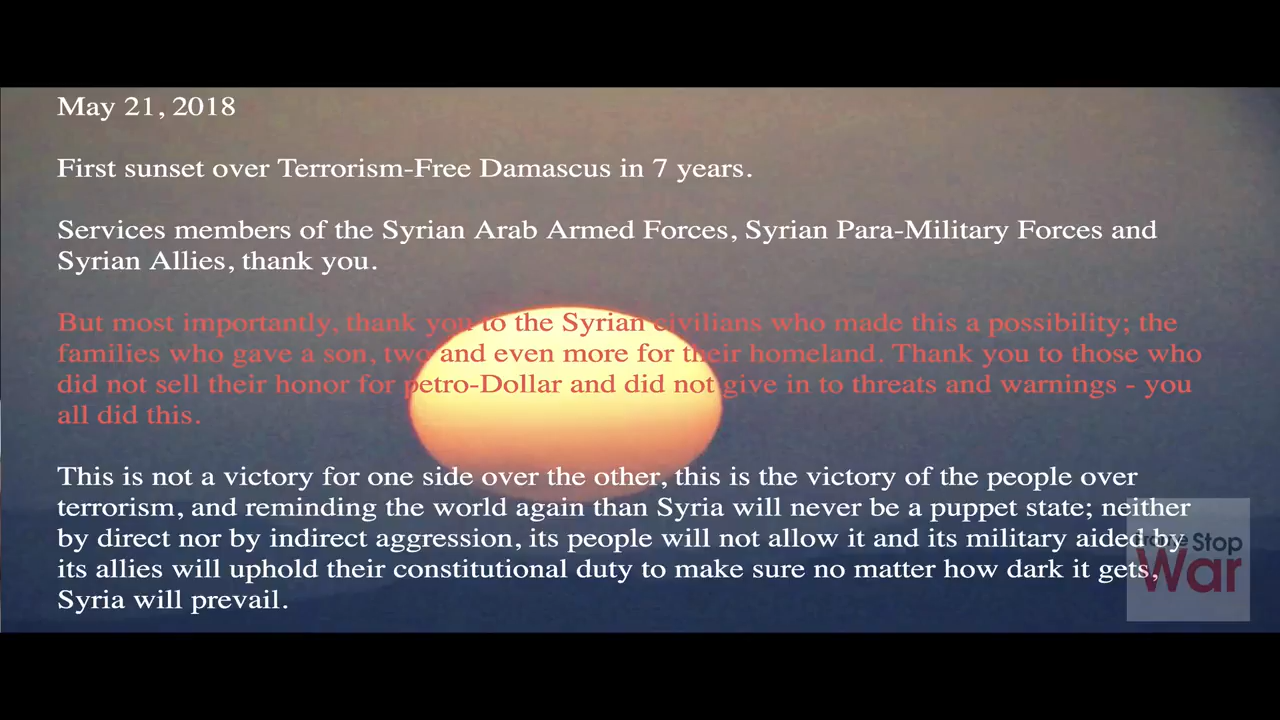 May 21, 2018
First sunset over Terrorism-Free Damascus in 7 years.
Services members of the Syrian Arab Armed Forces, Syrian Para-Military Forces and
Syrian Allies, thank you.
But most importantly, thank you to the Syrian civilians who made this a possibility; the
families who gave a son, two and even more for their homeland. Thank you to those who
did not sell their honor for petro-Dollar and did not give in to threats and warnings - you
all did this.
This is not a victory for one side over the other, this is the victory of the people over
terrorism, and reminding the world again than Syria will never be a puppet state; neither
by direct nor by indirect aggression, its people will not allow it and its military aided by
its allies will uphold their constitutional duty to make sure no matter how dark it gets,
Syria will prevail.
Stop
War